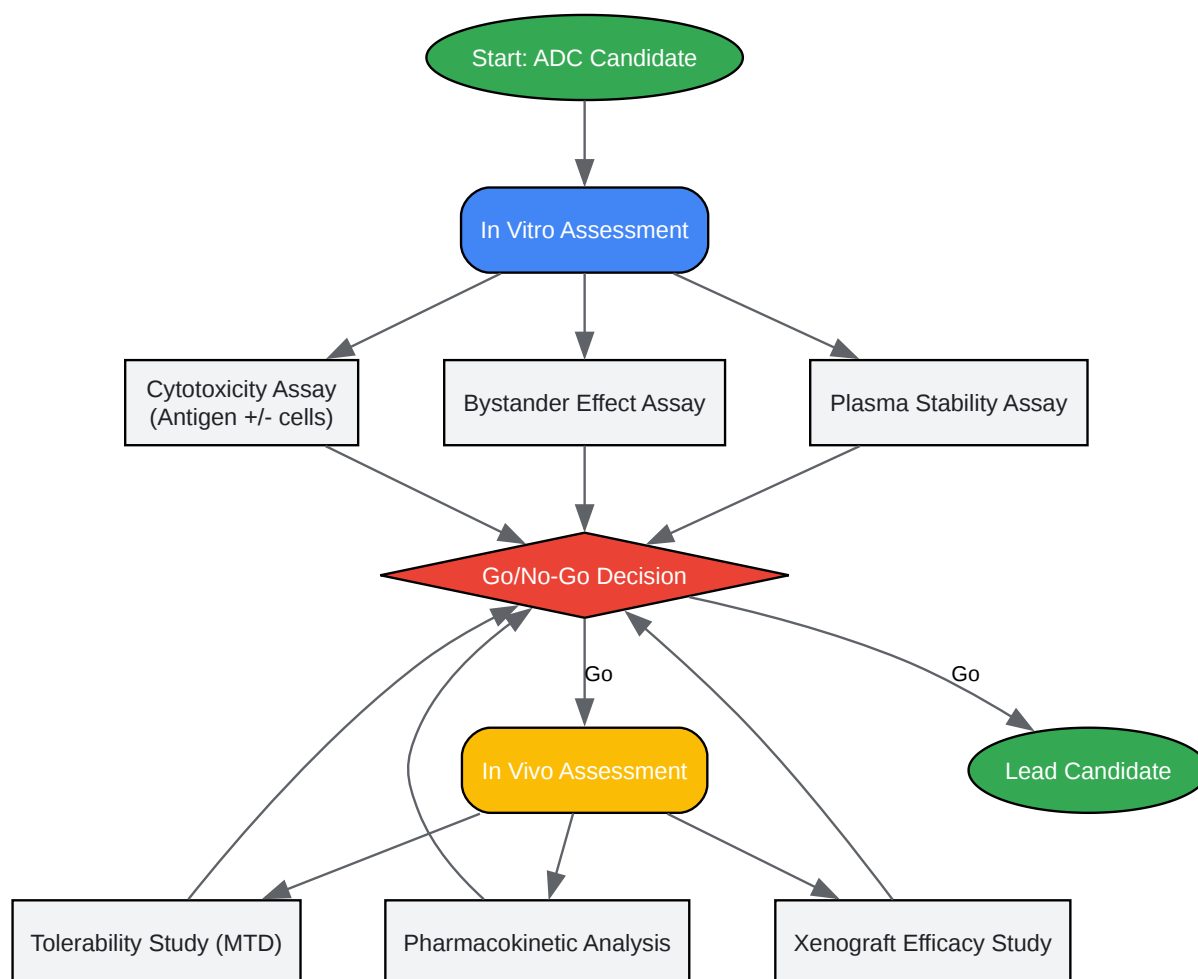 Start: ADC Candidate
In Vitro Assessment
Cytotoxicity Assay
(Antigen +/- cells)
Bystander Effect Assay
Plasma Stability Assay
Go/No-Go Decision
Go
Go
In Vivo Assessment
Lead Candidate
Tolerability Study (MTD)
Pharmacokinetic Analysis
Xenograft Efficacy Study